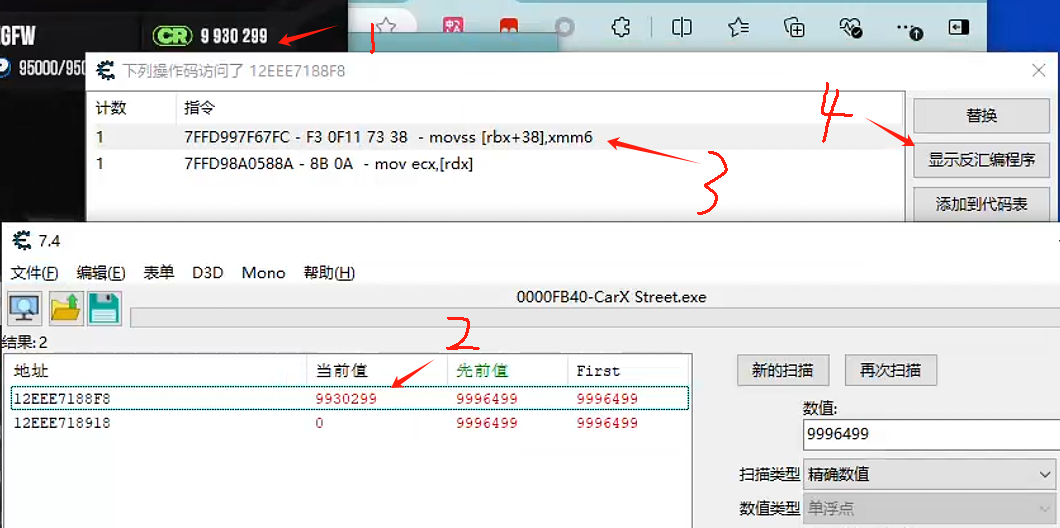 GFW
CR 9 930 299
1
95000/950
下列操作码访问了 12EEE7188F8
计数 指令
1 7FFD997F67FC - F3 0F11 73 38 - movss [rbx+38],xmm6
1 7FFD98A0588A - 8B 0A - mov ecx,[rdx]
3
4
替换
显示反汇编程序
添加到代码表
7.4
文件(F) 编辑(E) 表单 D3D Mono 帮助(H)
0000FB40-CarX Street.exe
结果: 2
2
地址 当前值 先前值 First
12EEE7188F8 9930299 9996499 9996499
12EEE718918 0 9996499 9996499
新的扫描 再次扫描
数值:
9996499
扫描类型 精确数值
数值类型 单浮点